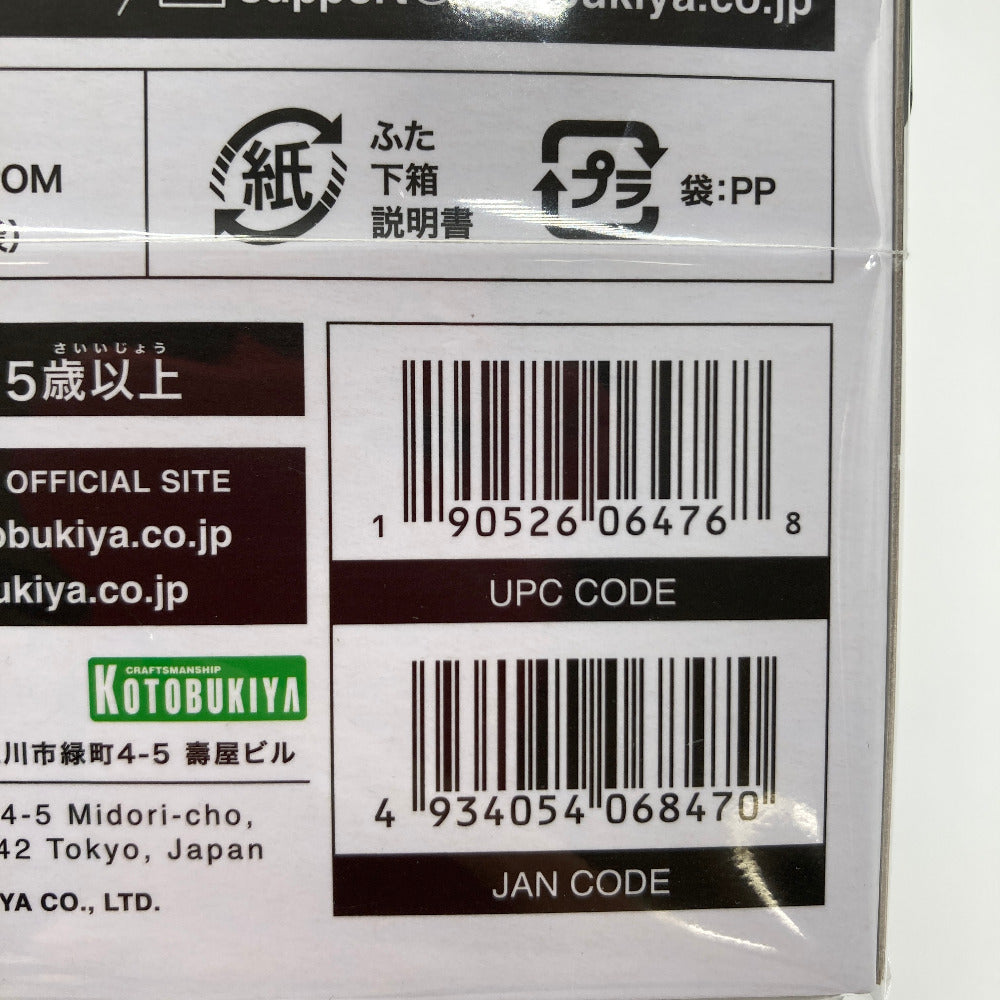 support@kotobukiya.co.jp
OM
紙
ふた
下箱
説明書
プラ
袋:PP
さいいじょう
5歳以上
OFFICIAL SITE
obukiya.co.jp
ukiya.co.jp
1 90526 06476 8
UPC CODE
CRAFTSMANSHIP
KOTOBUKIYA
川市緑町4-5 壽屋ビル
4-5 Midori-cho,
42 Tokyo, Japan
YA CO., LTD.
4 934054 068470
JAN CODE